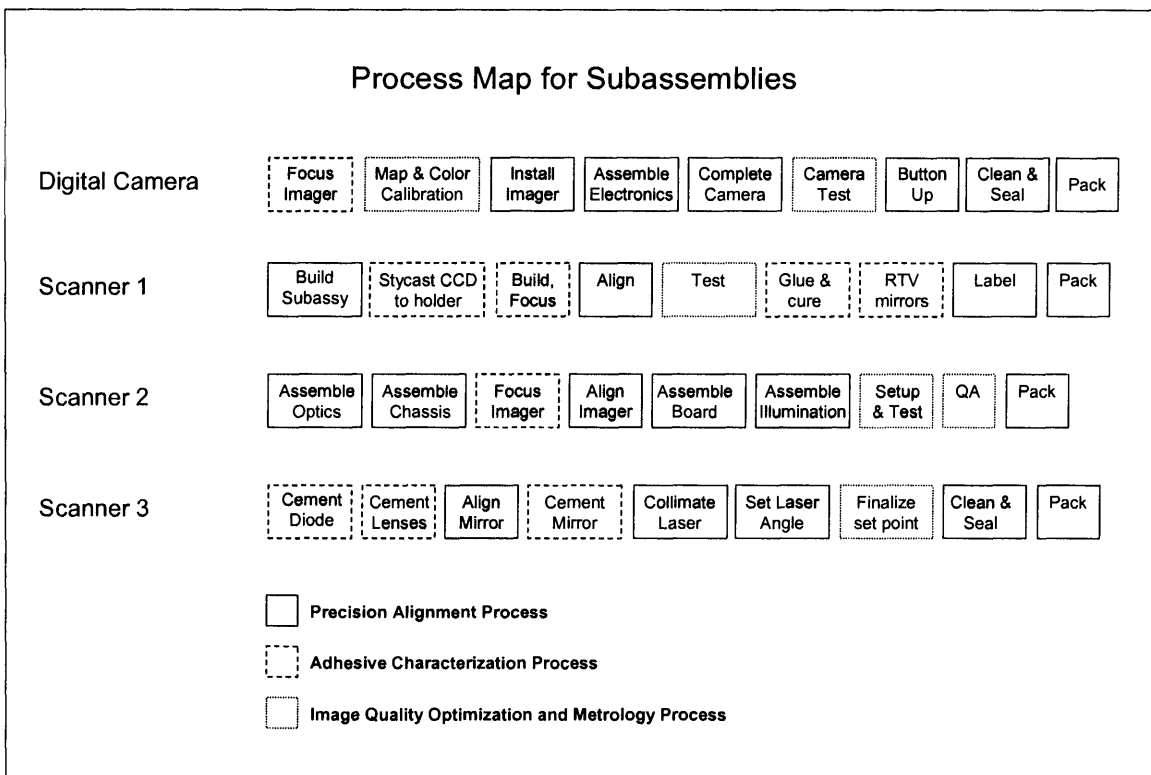 Process Map for Subassemblies
Digital Camera
Focus
Imager
Map & Color
Calibration
Install
Imager
Assemble
Electronics
Complete
Camera
Camera
Test
Button
Up
Clean &
Seal
Pack
Scanner 1
Build
Subassy
Stycast CCD
to holder
Build,
Focus
Align
Test
Glue &
cure
RTV
mirrors
Label
Pack
Scanner 2
Assemble
Optics
Assemble
Chassis
Focus
Imager
Align
Imager
Assemble
Board
Assemble
Illumination
Setup
& Test
QA
Pack
Scanner 3
Cement
Diode
Cement
Lenses
Align
Mirror
Cement
Mirror
Collimate
Laser
Set Laser
Angle
Finalize
set point
Clean &
Seal
Pack
Precision Alignment Process
Adhesive Characterization Process
Image Quality Optimization and Metrology Process